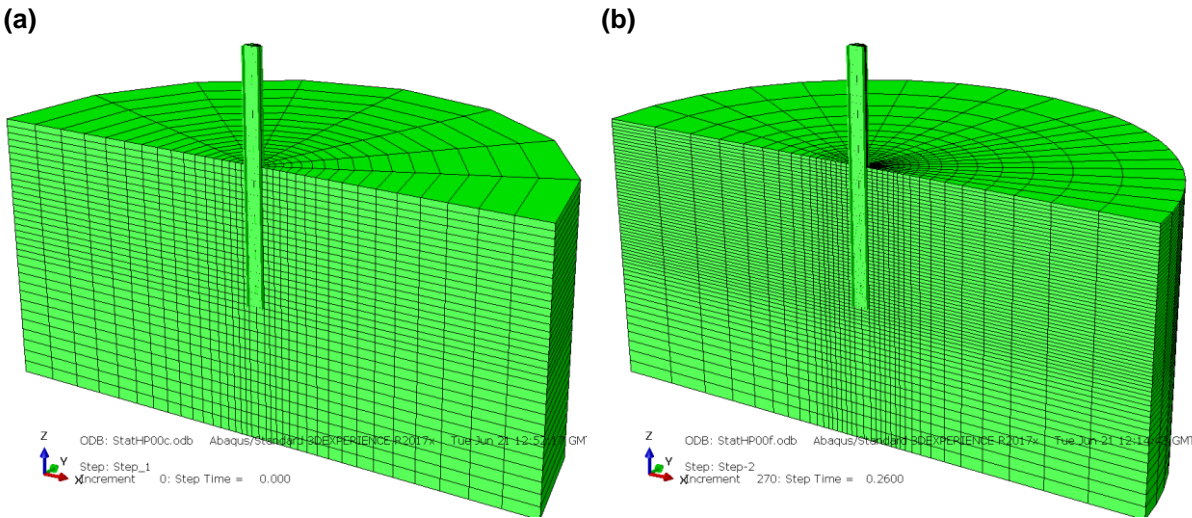 (a)
(b)
Z
Y
X
ODB: StatHP00c.odb Abaqus/Standard 3DEXPERIENCE R2017x Tue Jun 21 12:52:17 GMT
Step: Step_1
Increment 0: Step Time = 0.000
Z
Y
X
ODB: StatHP00f.odb Abaqus/Standard 3DEXPERIENCE R2017x Tue Jun 21 12:14:43 GMT
Step: Step-2
Increment 270: Step Time = 0.2600